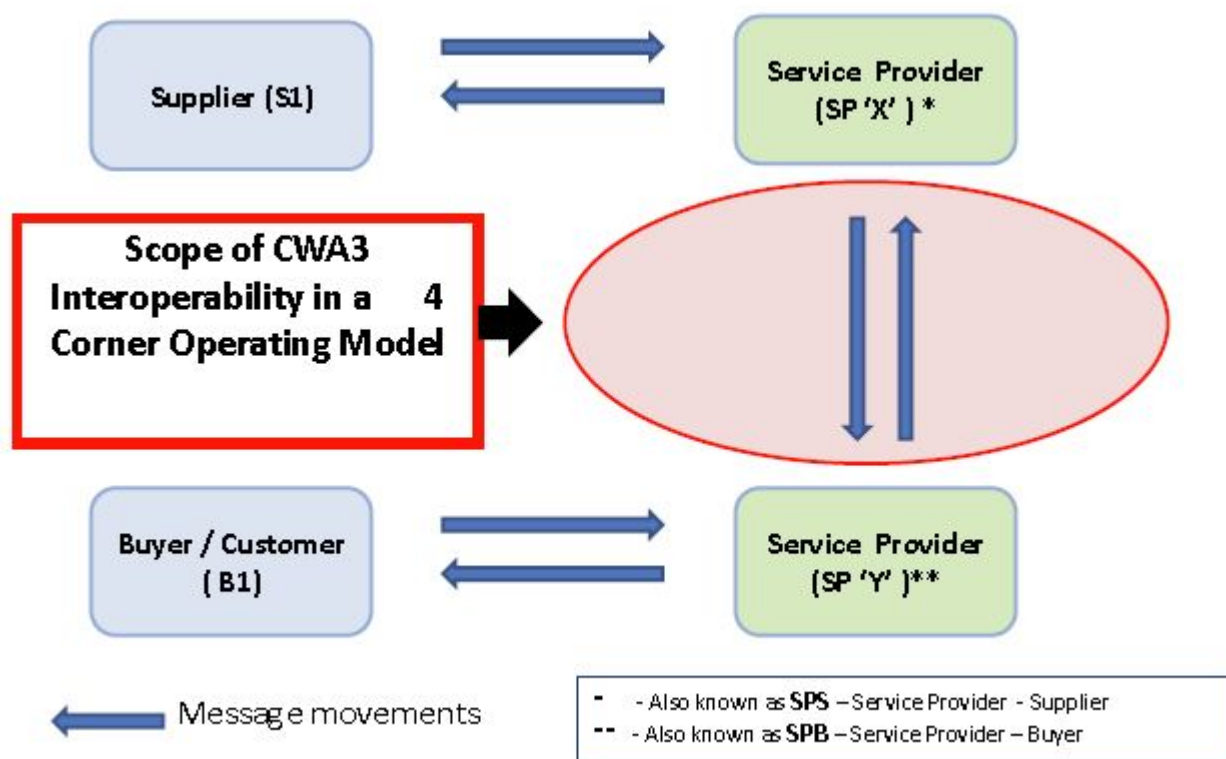 Supplier (S1)
Service Provider
(SP ‘X’ ) *
Scope of CWA3
Interoperability in a 4
Corner Operating Model
Buyer / Customer
( B1)
Service Provider
(SP ‘Y’ )**
Message movements
- - Also known as SPS – Service Provider - Supplier
-- - Also known as SPB – Service Provider – Buyer